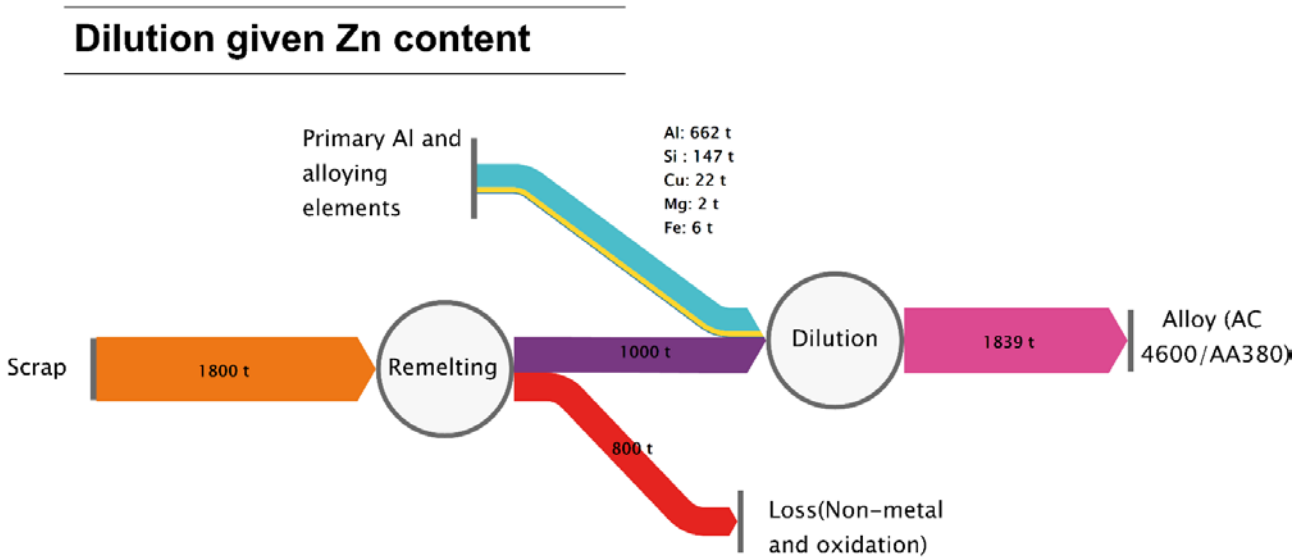 Dilution given Zn content
Primary Al and
alloying
elements
Al: 662 t
Si : 147 t
Cu: 22 t
Mg: 2 t
Fe: 6 t
Scrap
1800 t
Remelting
1000 t
Dilution
1839 t
Alloy (AC
4600/AA380)
800 t
Loss(Non-metal
and oxidation)